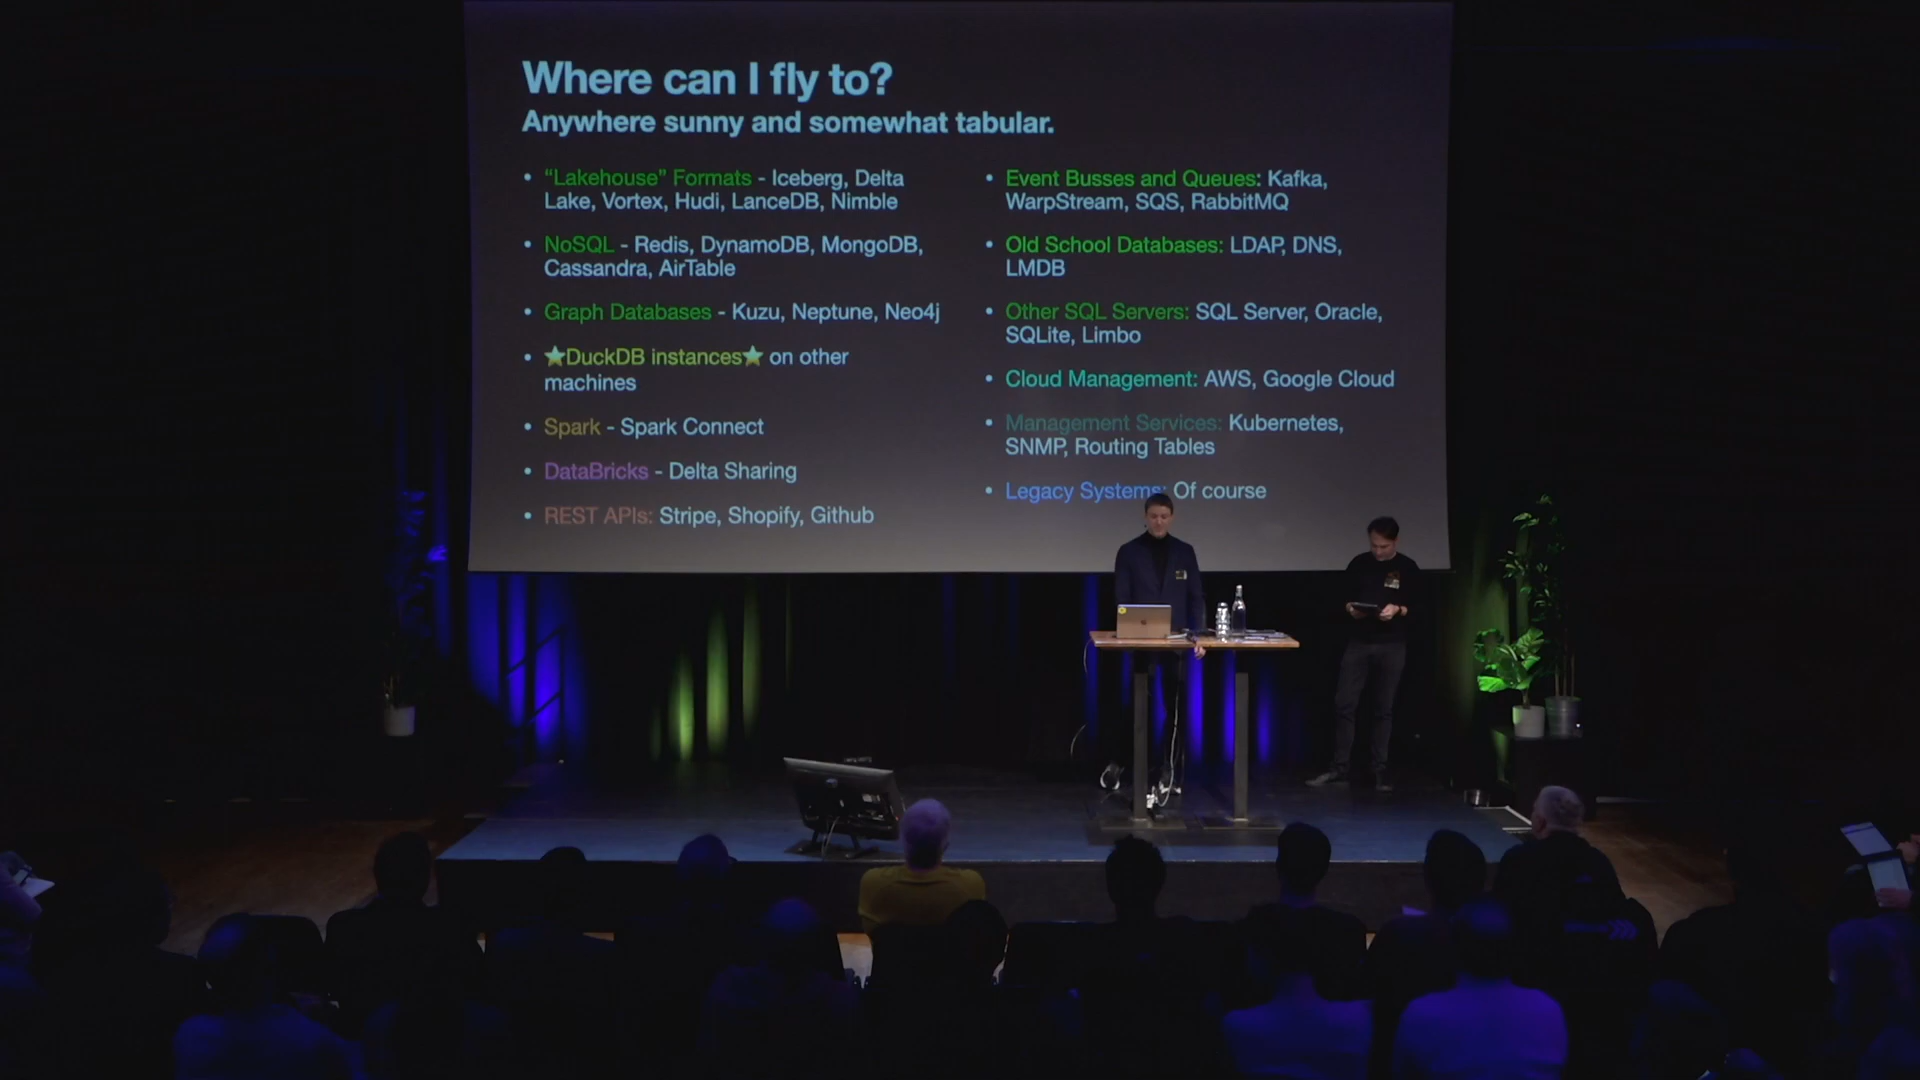 Where can I fly to?
Anywhere sunny and somewhat tabular.
• “Lakehouse” Formats - Iceberg, Delta
Lake, Vortex, Hudi, LanceDB, Nimble
• NoSQL - Redis, DynamoDB, MongoDB,
Cassandra, AirTable
• Graph Databases - Kuzu, Neptune, Neo4j
• ⭐DuckDB instances⭐ on other
machines
• Spark - Spark Connect
• DataBricks - Delta Sharing
• REST APIs: Stripe, Shopify, Github
• Event Busses and Queues: Kafka,
WarpStream, SQS, RabbitMQ
• Old School Databases: LDAP, DNS,
LMDB
• Other SQL Servers: SQL Server, Oracle,
SQLite, Limbo
• Cloud Management: AWS, Google Cloud
• Management Services: Kubernetes,
SNMP, Routing Tables
• Legacy Systems: Of course